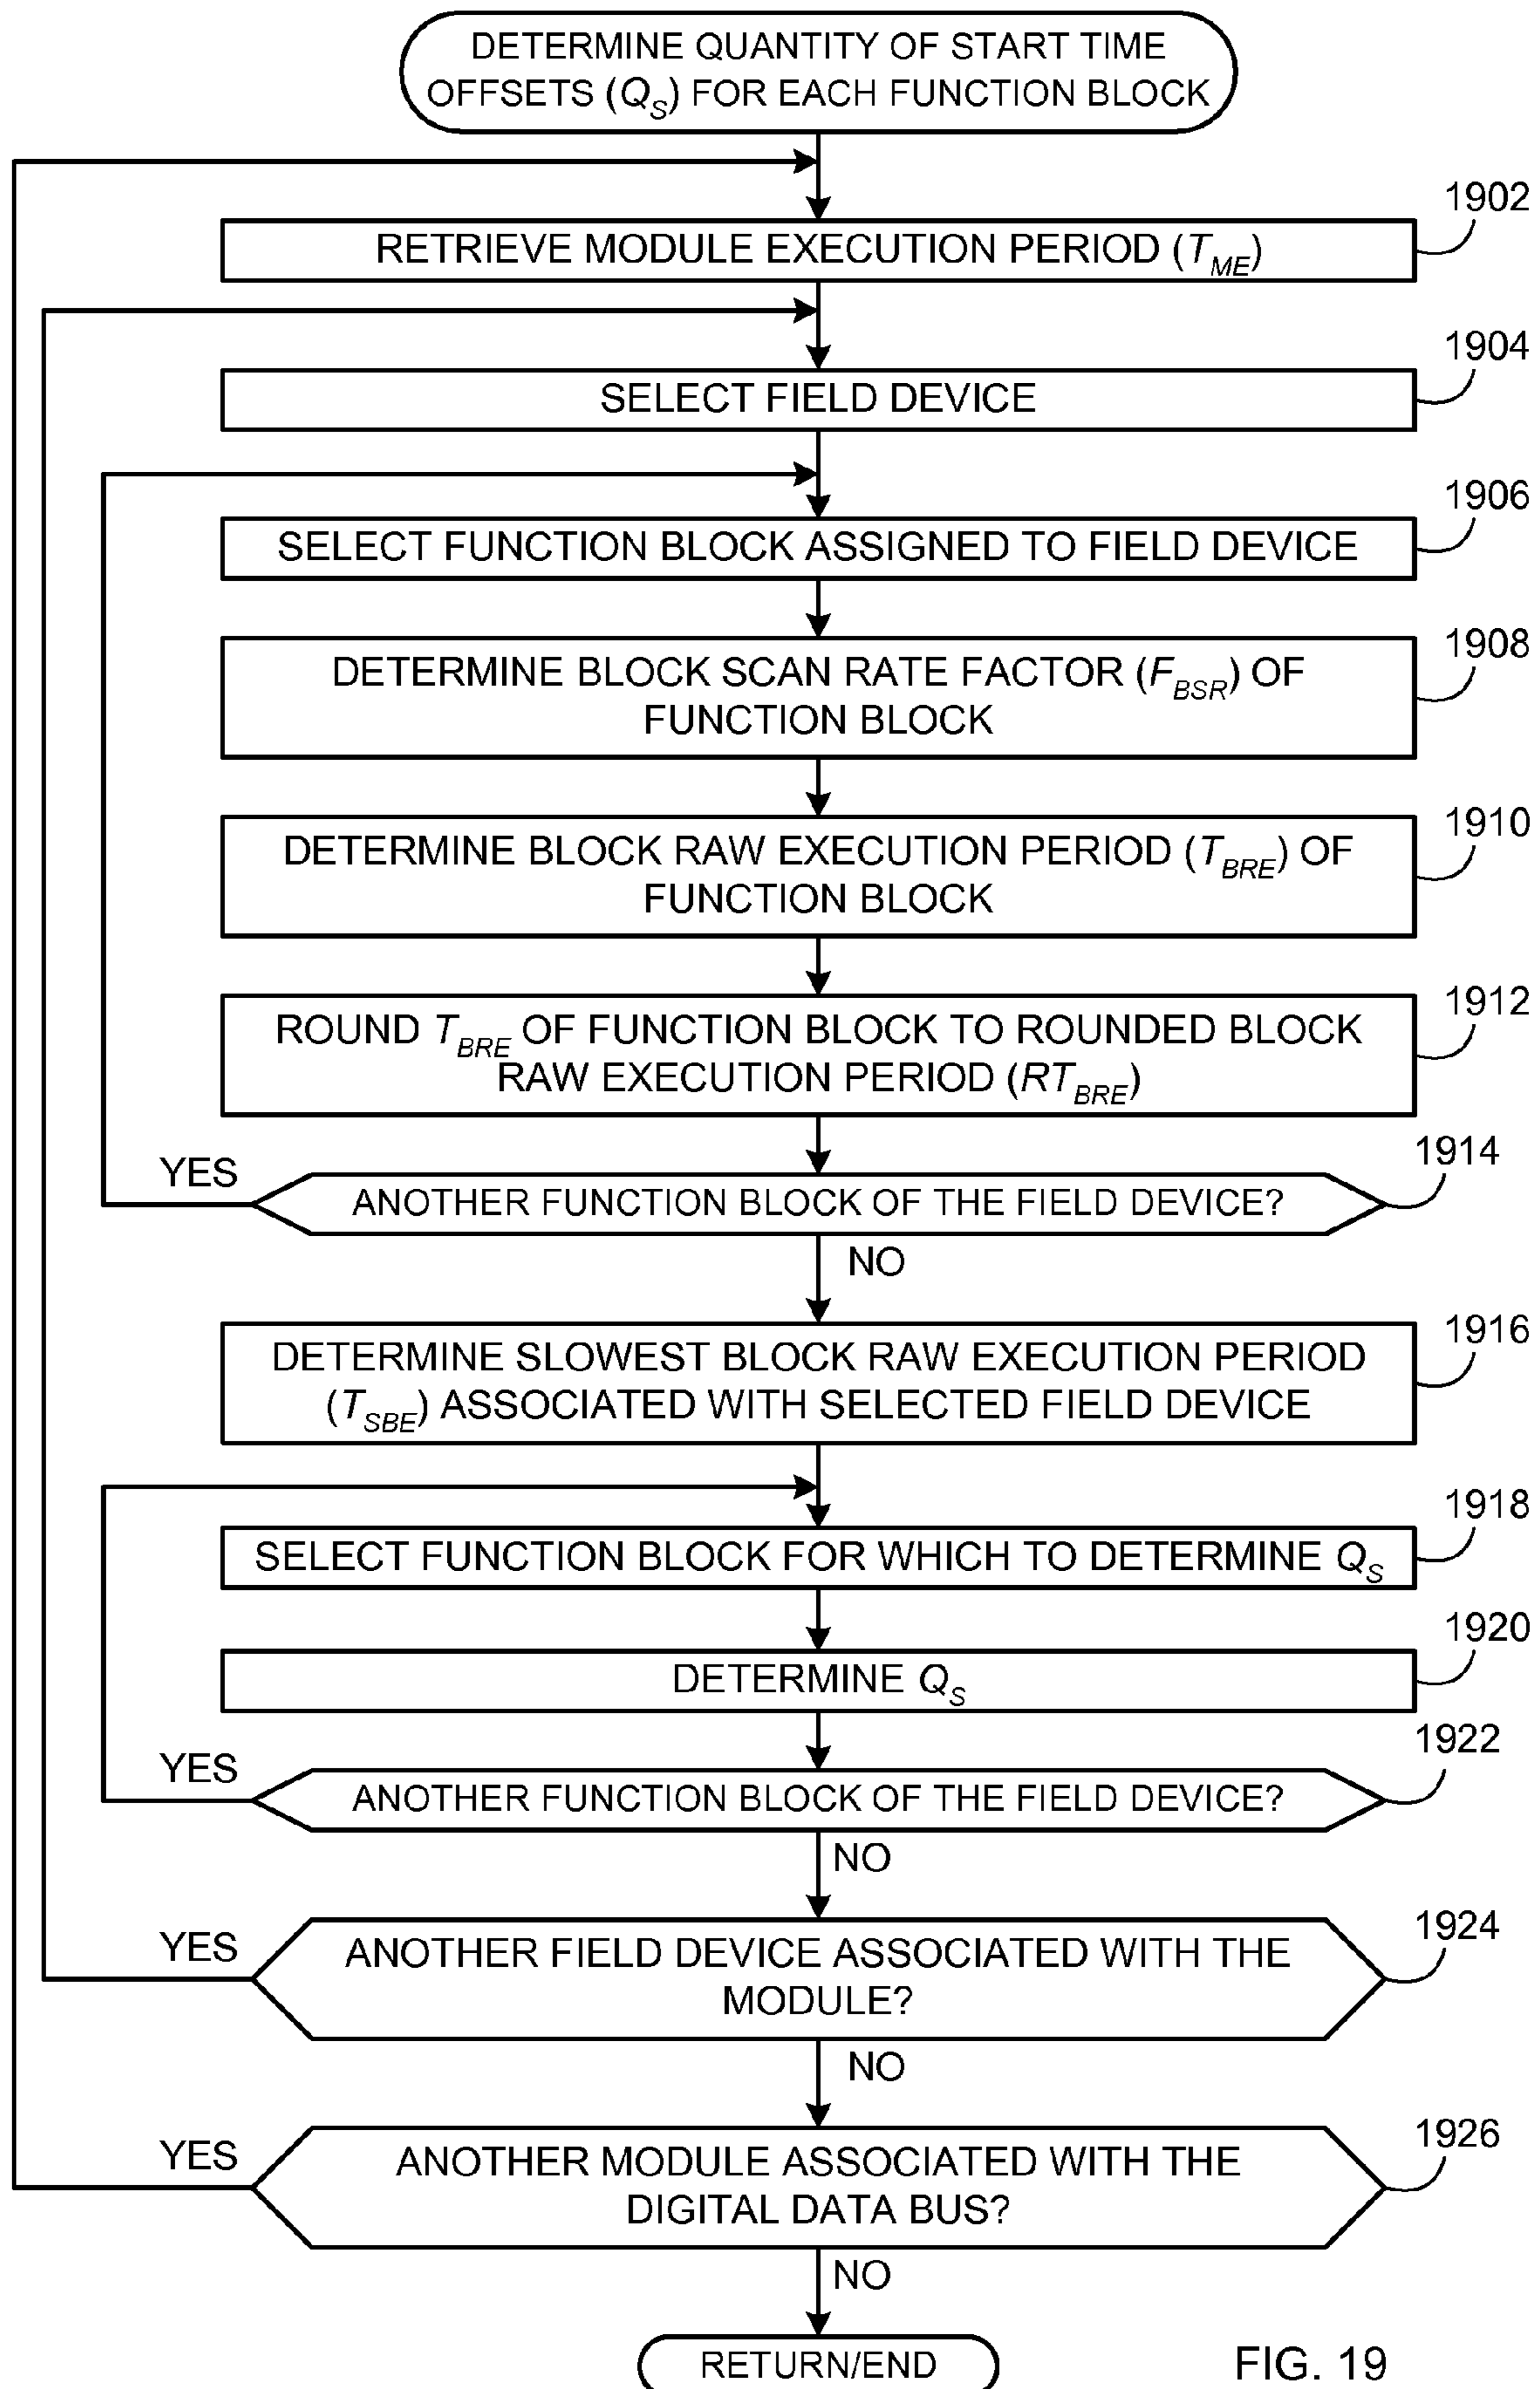 DETERMINE QUANTITY OF START TIME
OFFSETS (QS) FOR EACH FUNCTION BLOCK
1902
RETRIEVE MODULE EXECUTION PERIOD (TME)
1904
SELECT FIELD DEVICE
1906
SELECT FUNCTION BLOCK ASSIGNED TO FIELD DEVICE
1908
DETERMINE BLOCK SCAN RATE FACTOR (FBSR) OF
FUNCTION BLOCK
1910
DETERMINE BLOCK RAW EXECUTION PERIOD (TBRE) OF
FUNCTION BLOCK
1912
ROUND TBRE OF FUNCTION BLOCK TO ROUNDED BLOCK
RAW EXECUTION PERIOD (RTBRE)
1914
YES
ANOTHER FUNCTION BLOCK OF THE FIELD DEVICE?
NO
1916
DETERMINE SLOWEST BLOCK RAW EXECUTION PERIOD
(TSBE) ASSOCIATED WITH SELECTED FIELD DEVICE
1918
SELECT FUNCTION BLOCK FOR WHICH TO DETERMINE QS
1920
DETERMINE QS
1922
YES
ANOTHER FUNCTION BLOCK OF THE FIELD DEVICE?
NO
1924
YES
ANOTHER FIELD DEVICE ASSOCIATED WITH THE
MODULE?
NO
1926
YES
ANOTHER MODULE ASSOCIATED WITH THE
DIGITAL DATA BUS?
NO
RETURN/END
FIG. 19